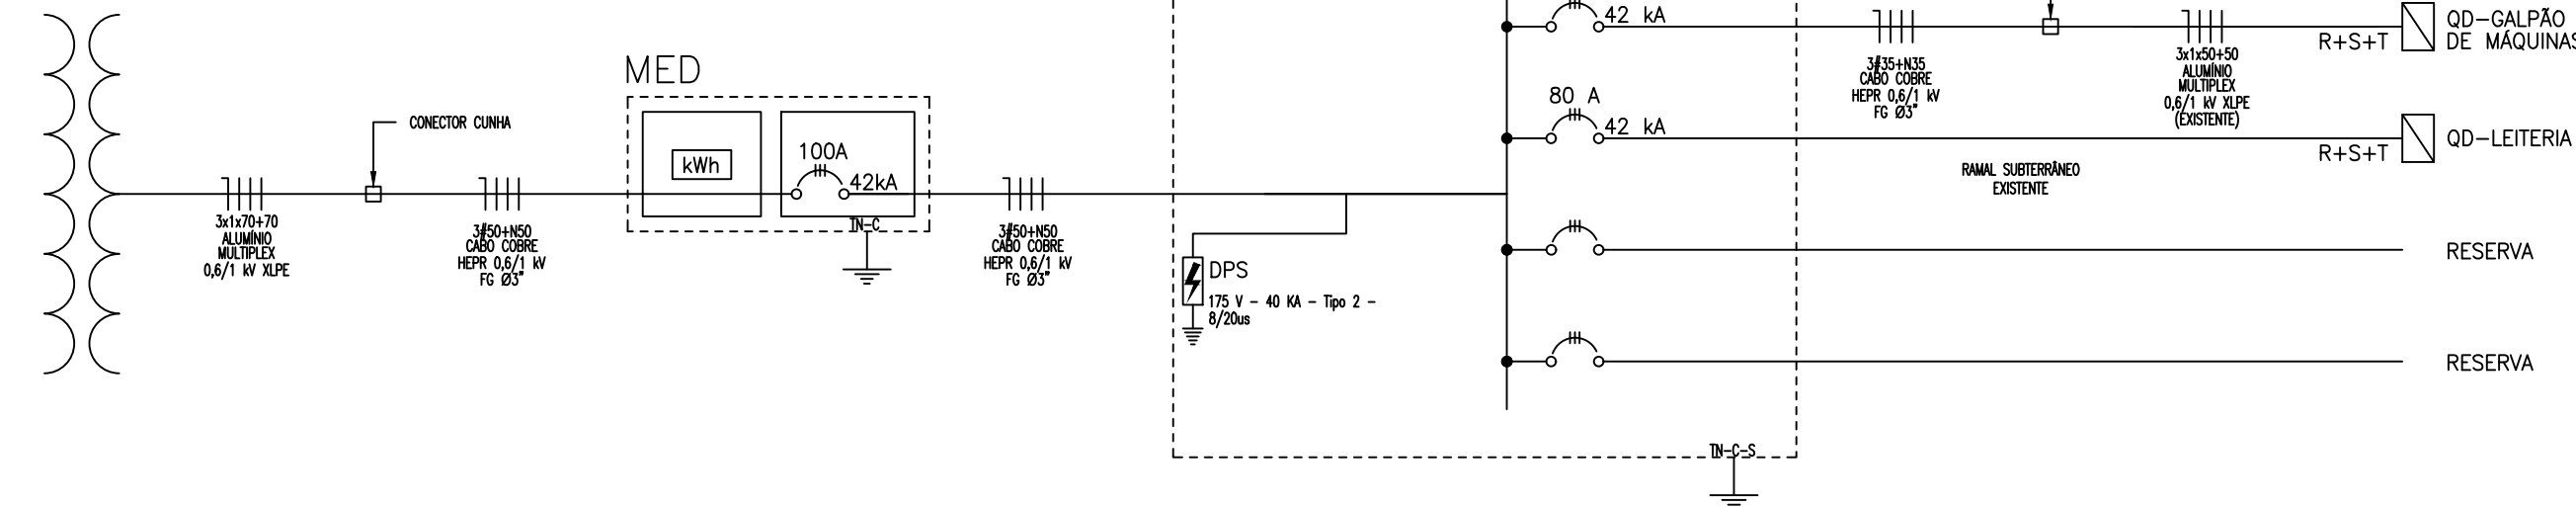 MED
CONECTOR CUNHA
kWh
100A
42kA
TN-C
3x1x70+70
ALUMÍNIO
MULTIPLEX
0,6/1 kV XLPE
3#50+N50
CABO COBRE
HEPR 0,6/1 kV
FG Ø3"
3#50+N50
CABO COBRE
HEPR 0,6/1 kV
FG Ø3"
DPS
175 V - 40 KA - Tipo 2 -
8/20us
42 kA
3#35+N35
CABO COBRE
HEPR 0,6/1 kV
FG Ø3"
3x1x50+50
ALUMÍNIO
MULTIPLEX
0,6/1 kV XLPE
(EXISTENTE)
R+S+T
QD-GALPÃO
DE MÁQUINAS
80 A
42 kA
RAMAL SUBTERRÂNEO
EXISTENTE
R+S+T
QD-LEITERIA
RESERVA
RESERVA
TN-C-S